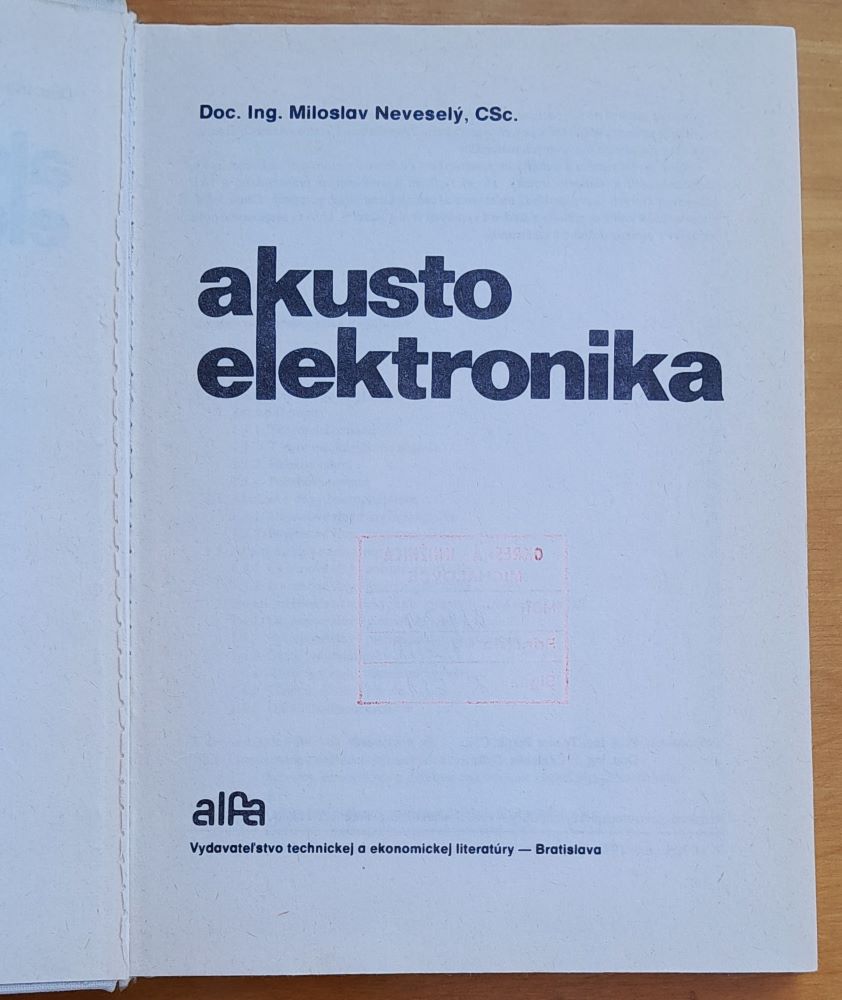 Doc. Ing. Miloslav Neveselý, CSc.
akusto
elektronika
alfa
Vydavateľstvo technickej a ekonomickej literatúry — Bratislava